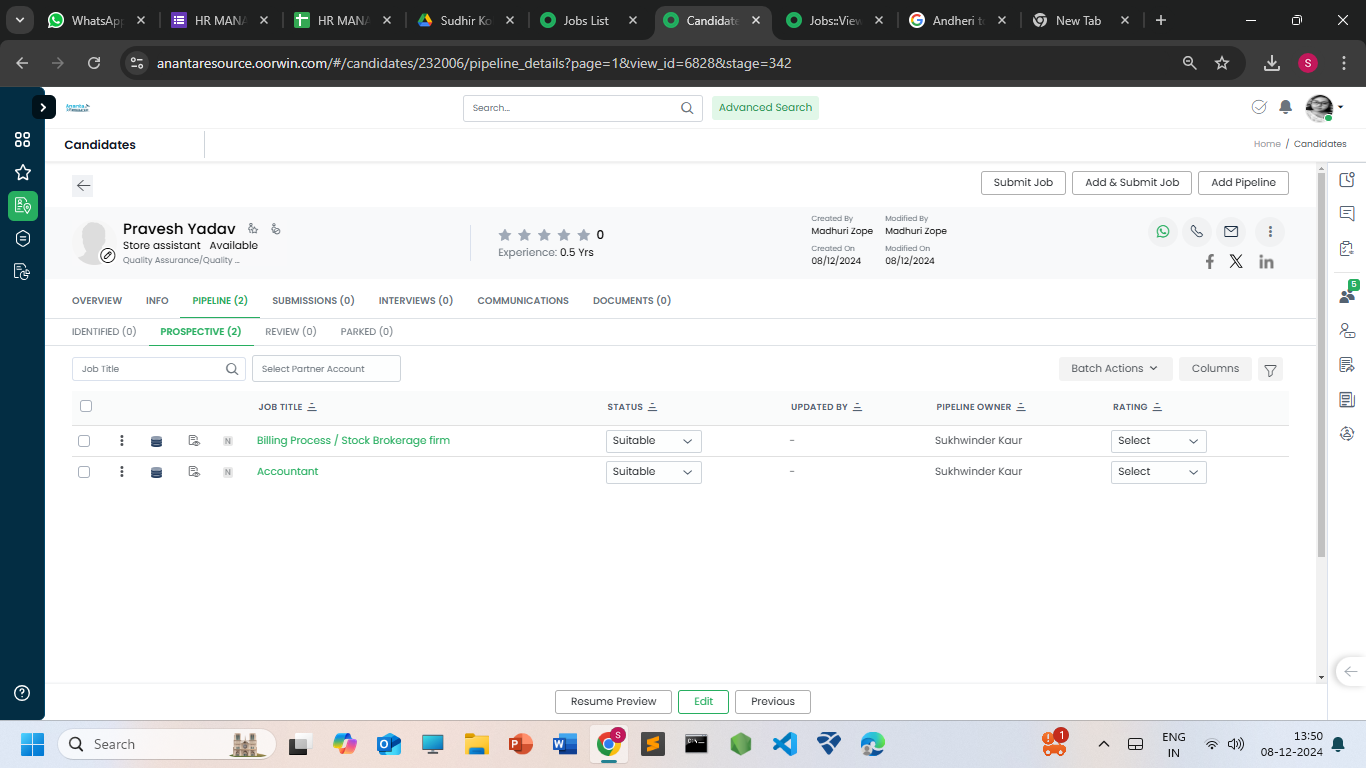 WhatsApp
HR MANA
HR MANA
Sudhir Ko
Jobs List
Candidate
Jobs::View
Andheri to
New Tab
anantaresource.oorwin.com/#/candidates/232006/pipeline_details?page=1&view_id=6828&stage=342
S
Search...
Advanced Search
Candidates
Home / Candidates
Submit Job
Add & Submit Job
Add Pipeline
Pravesh Yadav
Store assistant Available
Quality Assurance/Quality ...
0
Experience: 0.5 Yrs
Created By Modified By
Madhuri Zope Madhuri Zope
Created On Modified On
08/12/2024 08/12/2024
5
OVERVIEW INFO PIPELINE (2) SUBMISSIONS (0) INTERVIEWS (0) COMMUNICATIONS DOCUMENTS (0)
IDENTIFIED (0) PROSPECTIVE (2) REVIEW (0) PARKED (0)
Job Title
Select Partner Account
Batch Actions
Columns
JOB TITLE STATUS UPDATED BY PIPELINE OWNER RATING
N Billing Process / Stock Brokerage firm Suitable - Sukhwinder Kaur Select
N Accountant Suitable - Sukhwinder Kaur Select
Resume Preview
Edit
Previous
Search
S
1
ENG
IN
13:50
08-12-2024